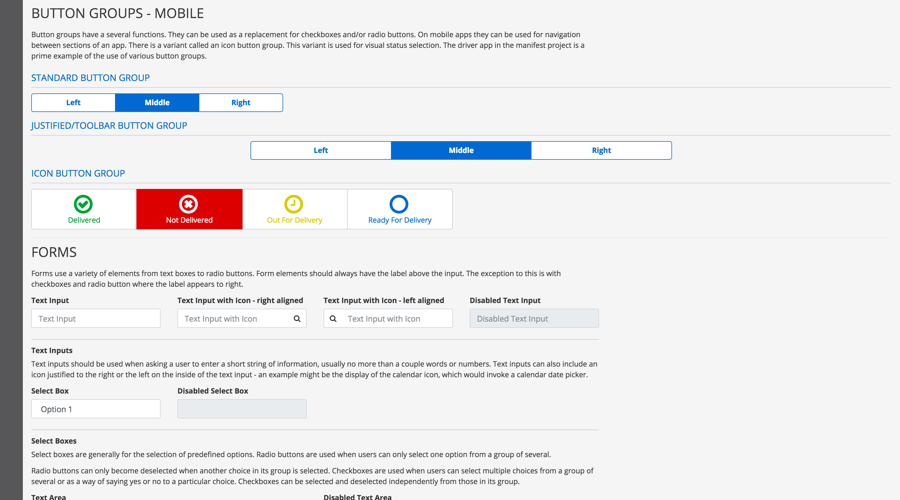 BUTTON GROUPS - MOBILE
Button groups have a several functions. They can be used as a replacement for checkboxes and/or radio buttons. On mobile apps they can be used for navigation
between sections of an app. There is a variant called an icon button group. This variant is used for visual status selection. The driver app in the manifest project is a
prime example of the use of various button groups.
STANDARD BUTTON GROUP
Left Middle Right
JUSTIFIED/TOOLBAR BUTTON GROUP
Left Middle Right
ICON BUTTON GROUP
Delivered Not Delivered Out For Delivery Ready For Delivery
FORMS
Forms use a variety of elements from text boxes to radio buttons. Form elements should always have the label above the input. The exception to this is with
checkboxes and radio button where the label appears to right.
Text Input Text Input with Icon - right aligned Text Input with Icon - left aligned Disabled Text Input
Text Input Text Input with Icon Text Input with Icon Disabled Text Input
Text Inputs
Text inputs should be used when asking a user to enter a short string of information, usually no more than a couple words or numbers. Text inputs can also include an
icon justified to the right or the left on the inside of the text input - an example might be the display of the calendar icon, which would invoke a calendar date picker.
Select Box Disabled Select Box
Option 1
Select Boxes
Select boxes are generally for the selection of predefined options. Radio buttons are used when users can only select one option from a group of several.
Radio buttons can only become deselected when another choice in its group is selected. Checkboxes are used when users can select multiple choices from a group of
several or as a way of saying yes or no to a particular choice. Checkboxes can be selected and deselected independently from those in its group.
Text Area Disabled Text Area